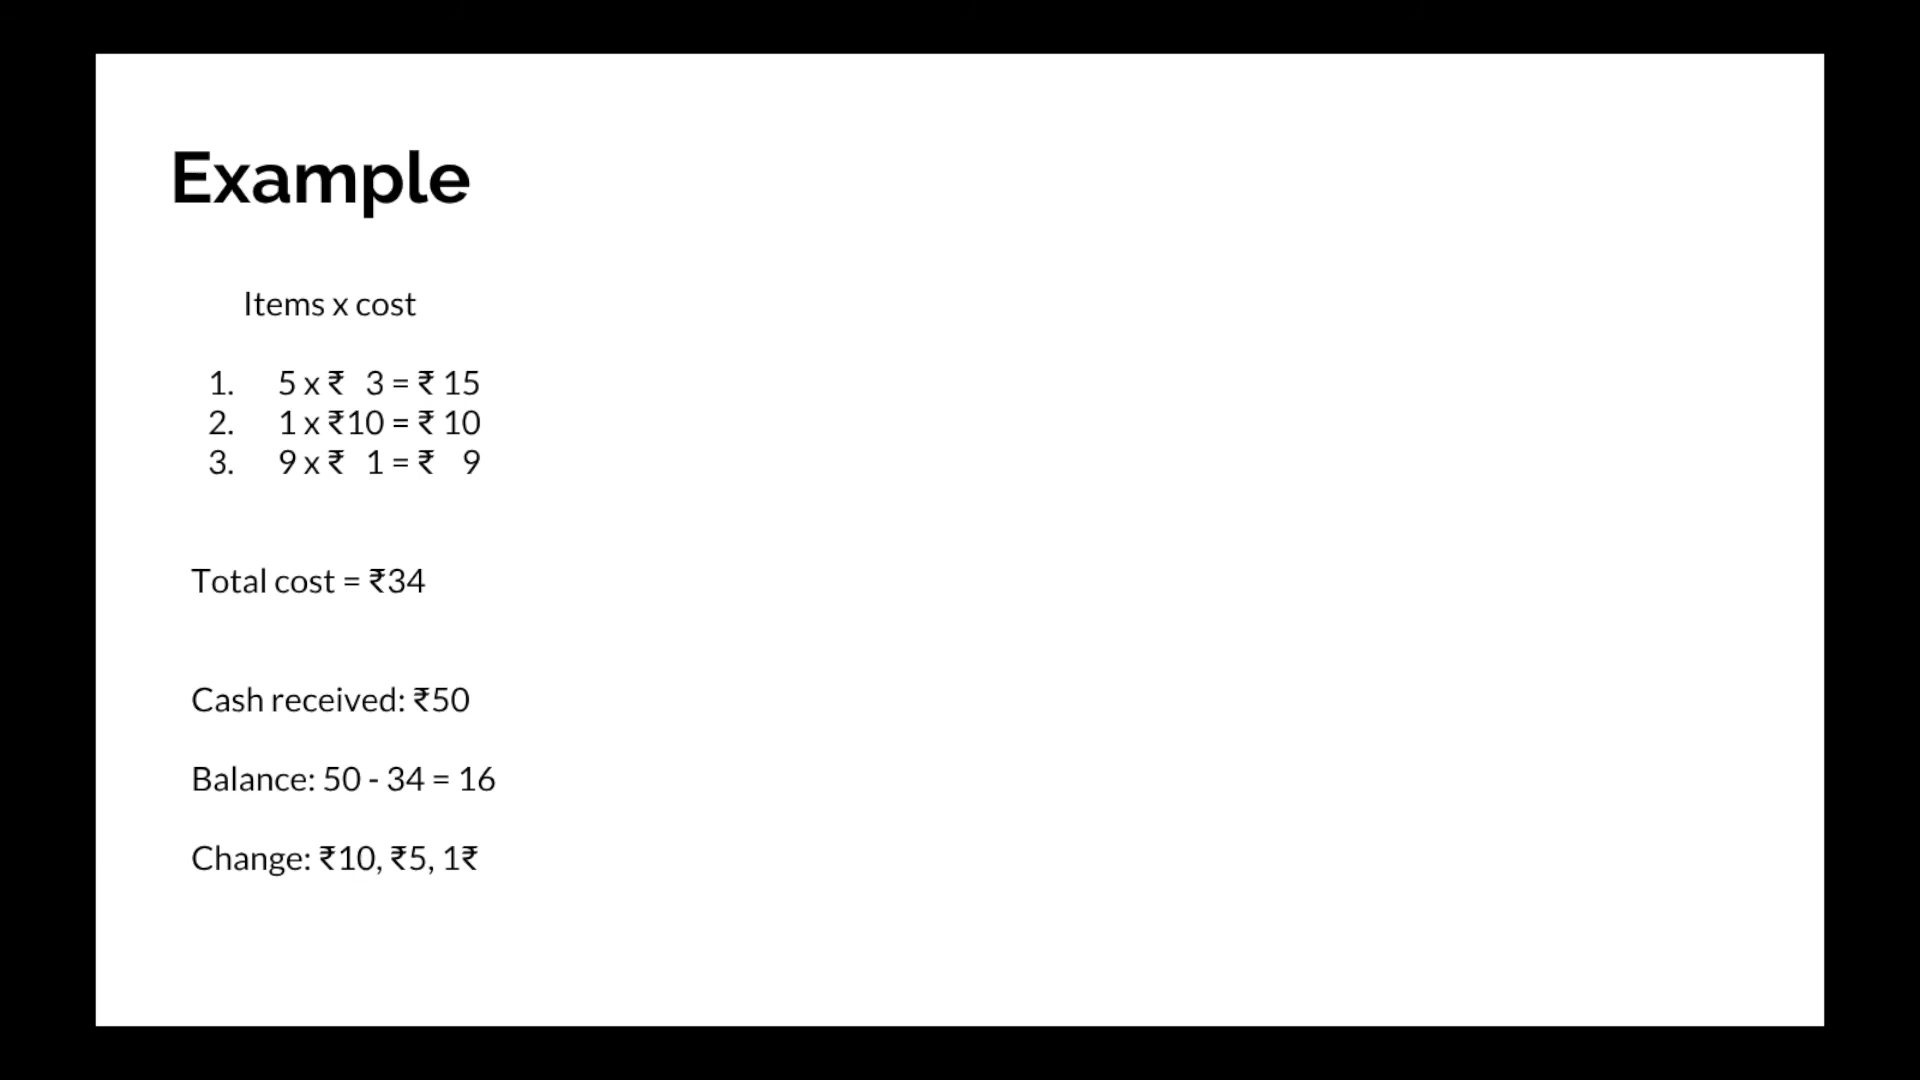 Example
Items x cost
1. 5 x ₹ 3 = ₹ 15
2. 1 x ₹10 = ₹ 10
3. 9 x ₹ 1 = ₹ 9
Total cost = ₹34
Cash received: ₹50
Balance: 50 - 34 = 16
Change: ₹10, ₹5, 1₹